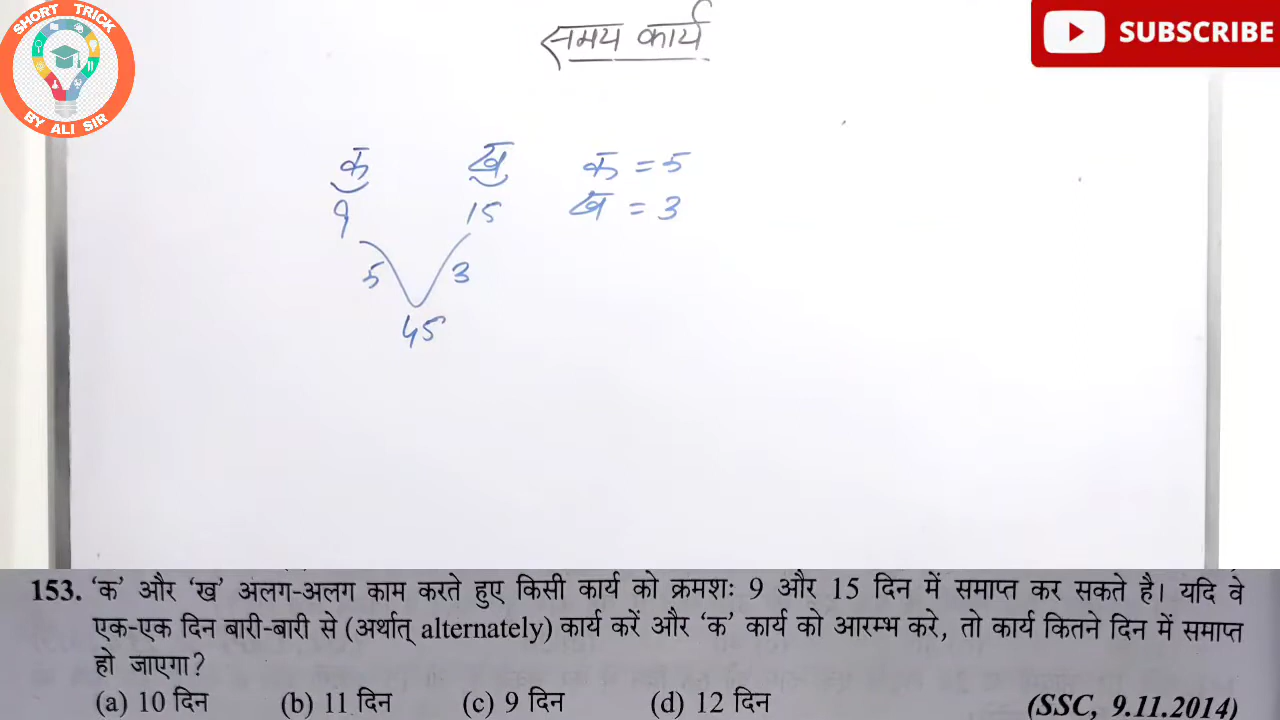 SHORT TRICK
BY ALI SIR
SUBSCRIBE
समय कार्य
क ख क = 5
9 15 ख = 3
5 3
45
153. ‘क’ और ‘ख’ अलग-अलग काम करते हुए किसी कार्य को क्रमशः 9 और 15 दिन में समाप्त कर सकते है। यदि वे
एक-एक दिन बारी-बारी से (अर्थात् alternately) कार्य करें और ‘क’ कार्य को आरम्भ करे, तो कार्य कितने दिन में समाप्त
हो जाएगा?
(a) 10 दिन (b) 11 दिन (c) 9 दिन (d) 12 दिन (SSC, 9.11.2014)